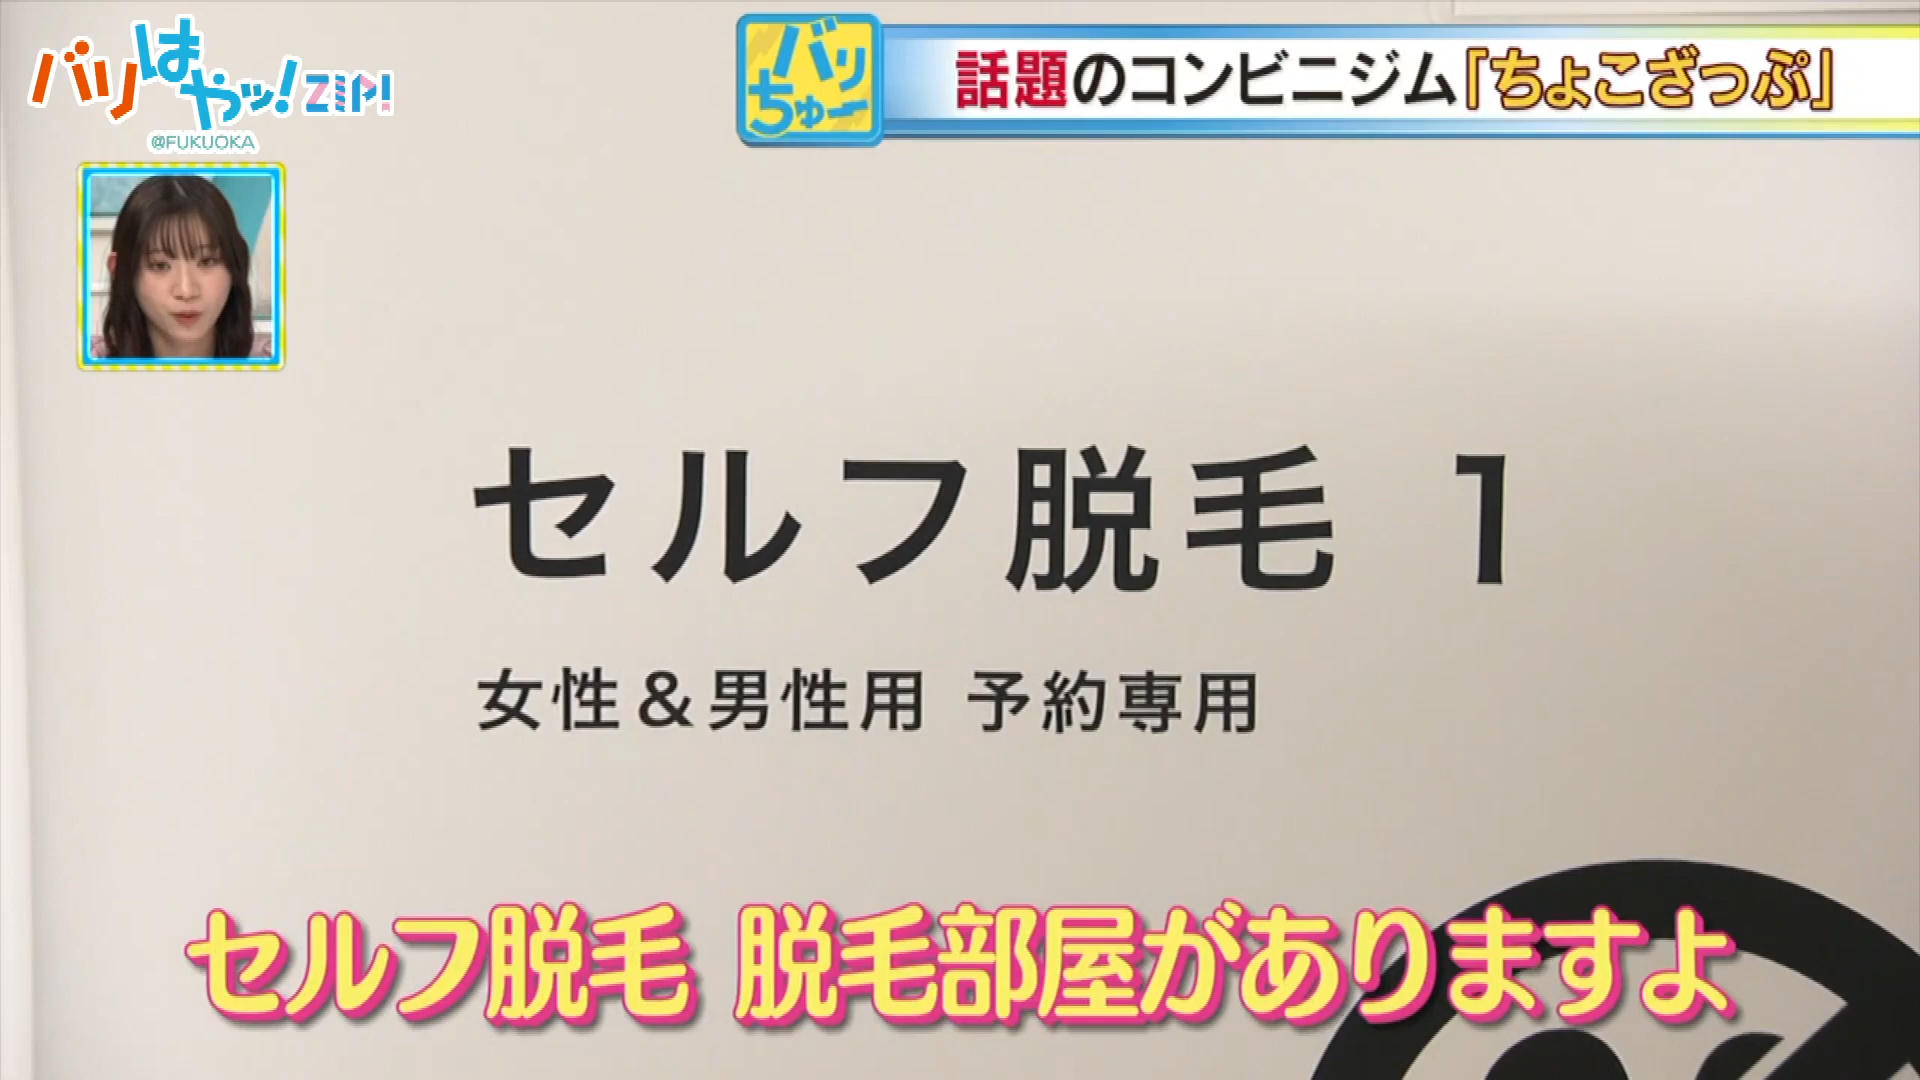 バリはやッ!ZIP!
@FUKUOKA
バリちゅー
話題のコンビニジム「ちょこざっぷ」
セルフ脱毛 1
女性&男性用 予約専用
セルフ脱毛 脱毛部屋がありますよ